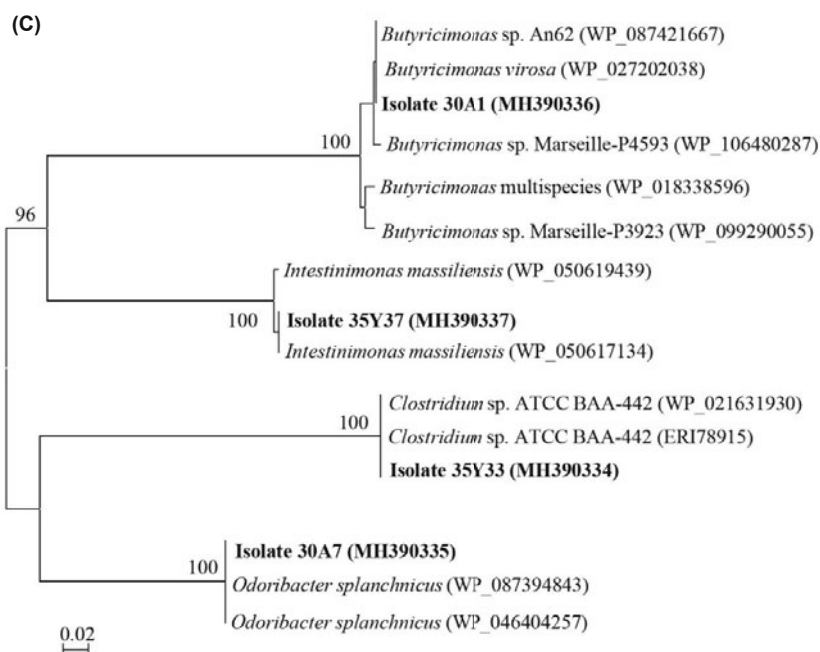 (C)
Butyricimonas sp. An62 (WP_087421667)
Butyricimonas virosa (WP_027202038)
Isolate 30A1 (MH390336)
100
Butyricimonas sp. Marseille-P4593 (WP_106480287)
Butyricimonas multispecies (WP_018338596)
96
Butyricimonas sp. Marseille-P3923 (WP_099290055)
Intestinimonas massiliensis (WP_050619439)
100
Isolate 35Y37 (MH390337)
Intestinimonas massiliensis (WP_050617134)
Clostridium sp. ATCC BAA-442 (WP_021631930)
100
Clostridium sp. ATCC BAA-442 (ERI78915)
Isolate 35Y33 (MH390334)
Isolate 30A7 (MH390335)
100
Odoribacter splanchnicus (WP_087394843)
Odoribacter splanchnicus (WP_046404257)
0.02